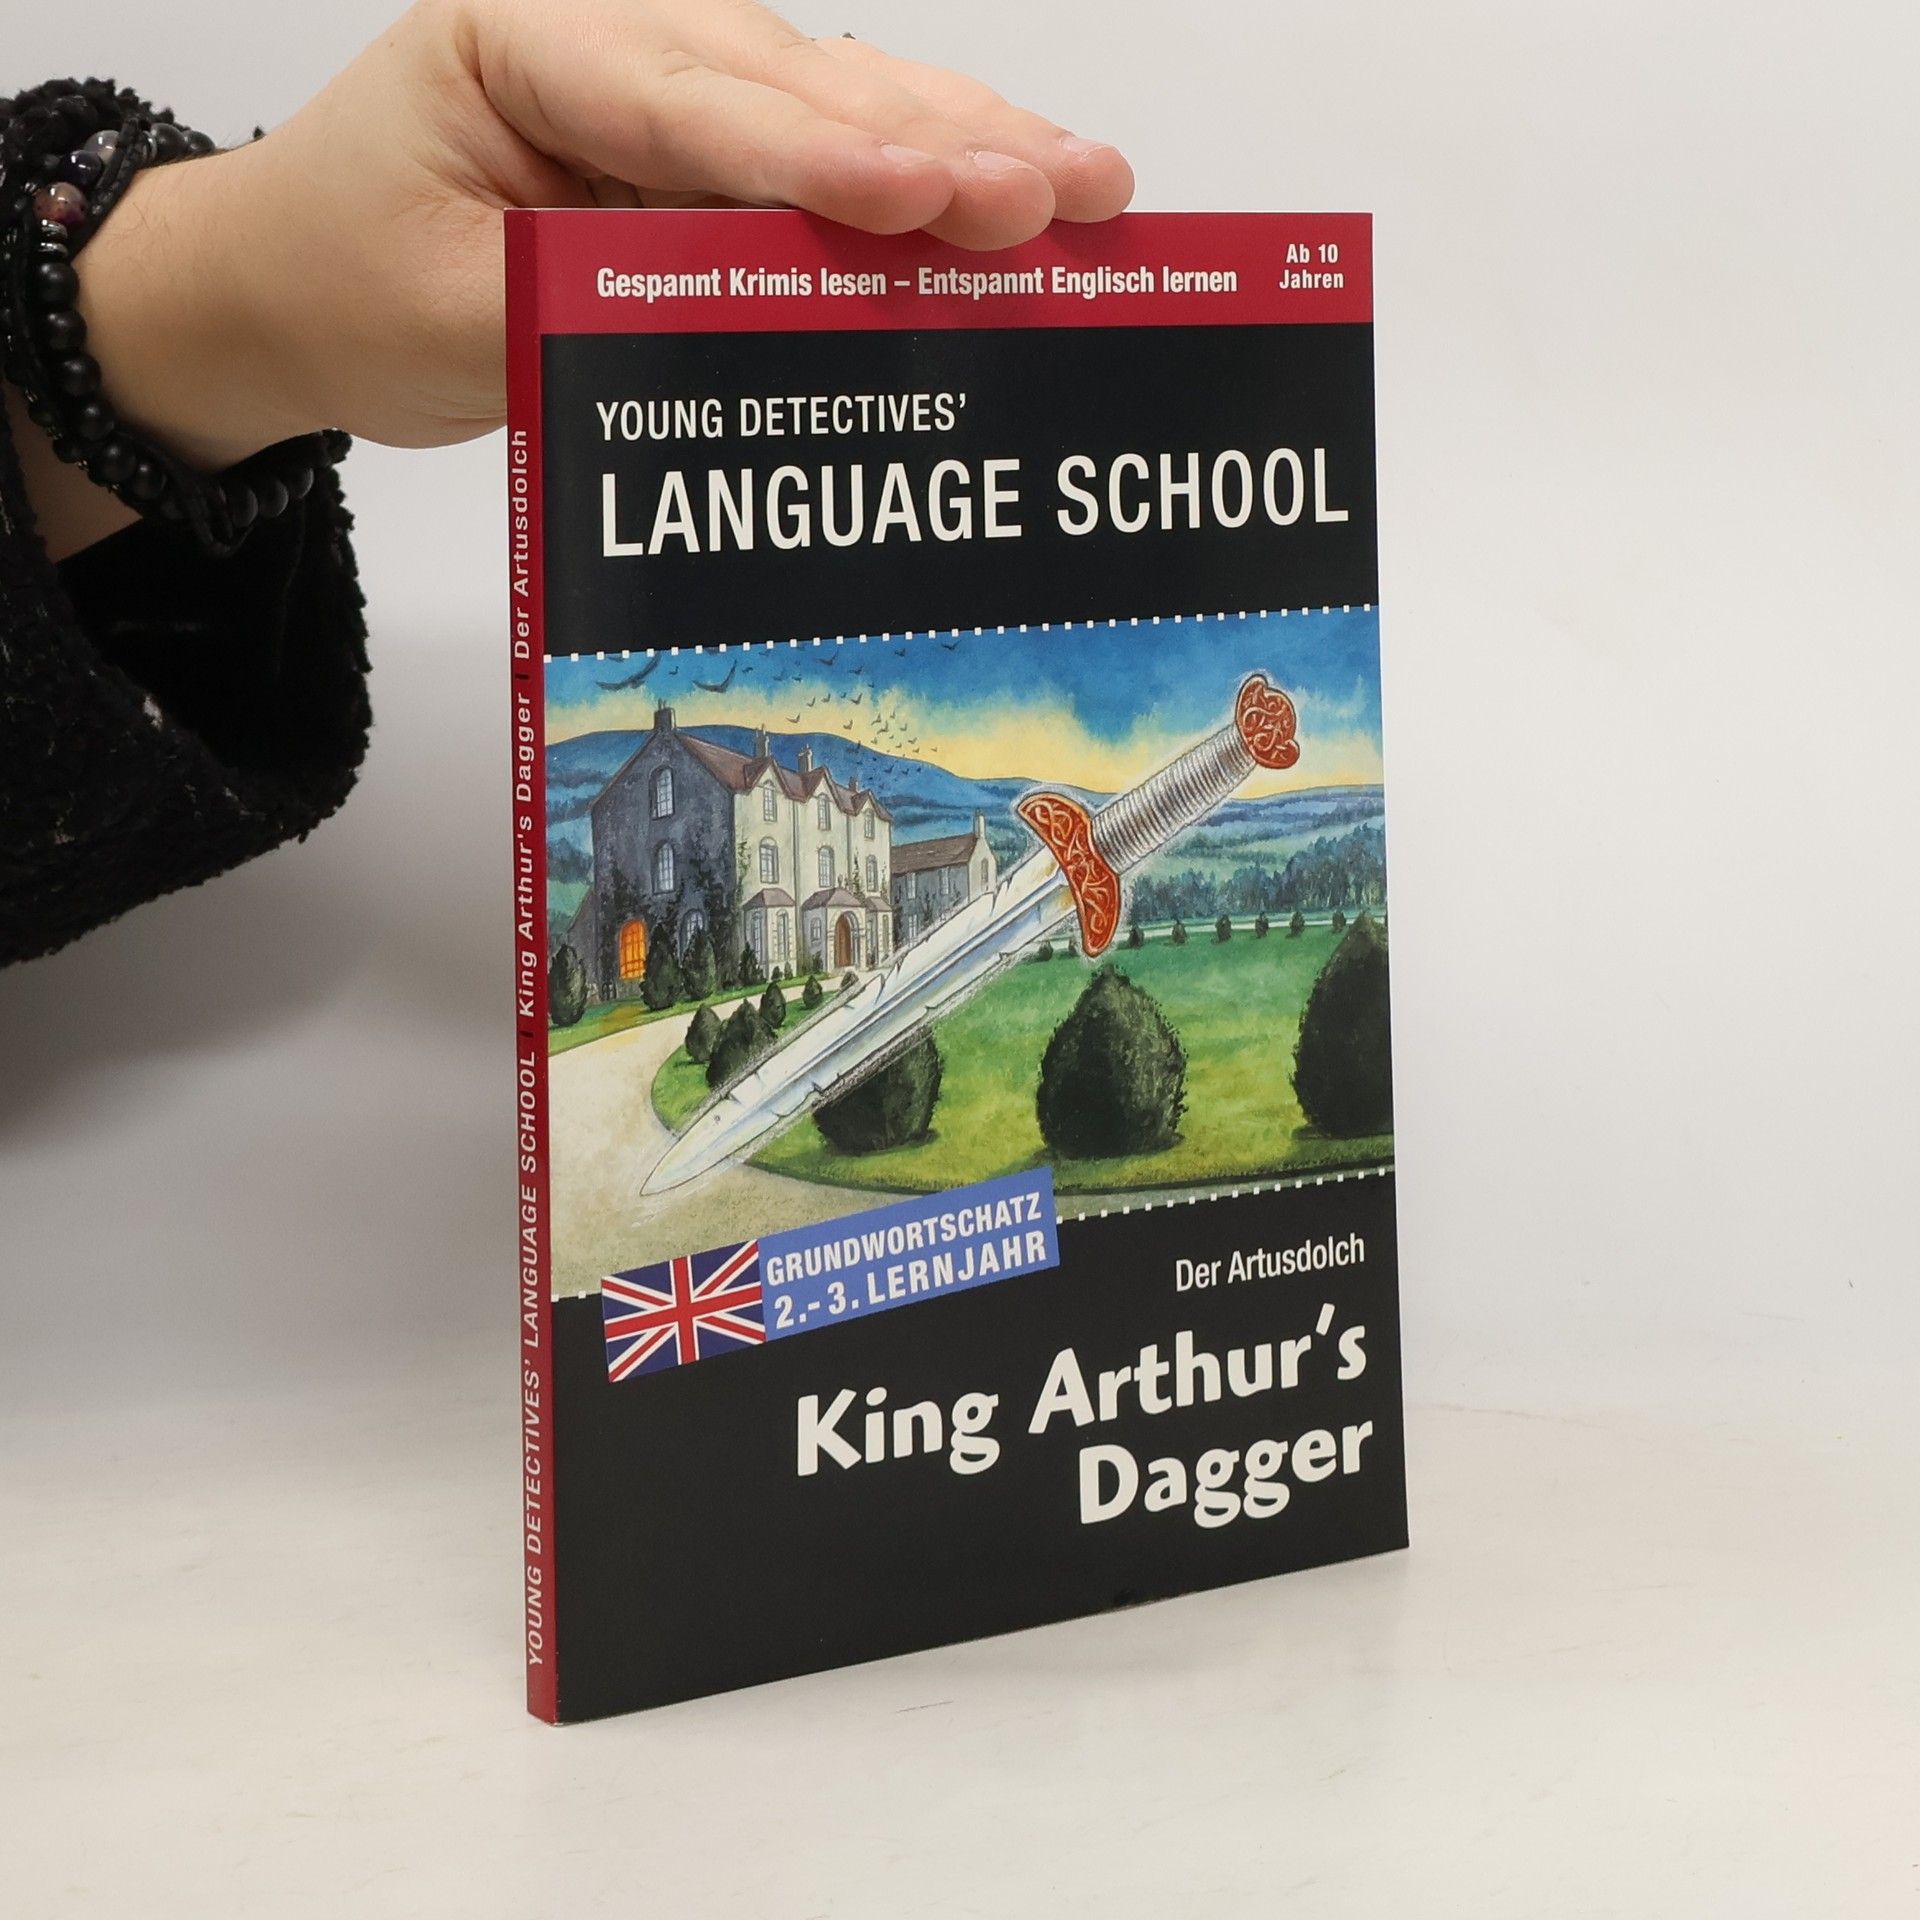 Gespannt Krimis lesen – Entspannt Englisch lernen
Ab 10
Jahren
YOUNG DETECTIVES’
LANGUAGE SCHOOL
GRUNDWORTSCHATZ
2.-3. LERNJAHR
Der Artusdolch
King Arthur’s
Dagger
YOUNG DETECTIVES’ LANGUAGE SCHOOL I King Arthur's Dagger I Der Artusdolch